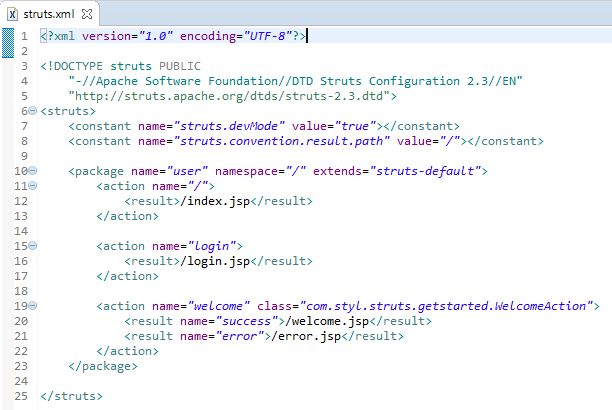 struts.xml
1 <?xml version="1.0" encoding="UTF-8"?>
2
3 <!DOCTYPE struts PUBLIC
4     "-//Apache Software Foundation//DTD Struts Configuration 2.3//EN"
5     "http://struts.apache.org/dtds/struts-2.3.dtd">
6 <struts>
7     <constant name="struts.devMode" value="true"></constant>
8     <constant name="struts.convention.result.path" value="/"></constant>
9
10     <package name="user" namespace="/" extends="struts-default">
11         <action name="/">
12             <result>/index.jsp</result>
13         </action>
14
15         <action name="login">
16             <result>/login.jsp</result>
17         </action>
18
19         <action name="welcome" class="com.styl.struts.getstarted.WelcomeAction">
20             <result name="success">/welcome.jsp</result>
21             <result name="error">/error.jsp</result>
22         </action>
23     </package>
24
25 </struts>